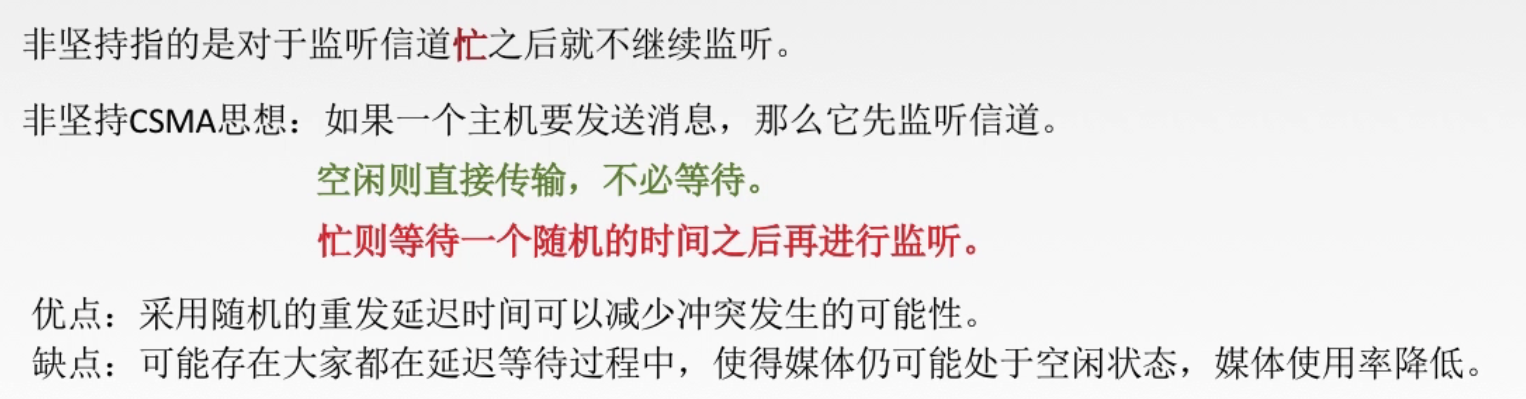 非坚持指的是对于监听信道忙之后就不继续监听。
非坚持CSMA思想：如果一个主机要发送消息，那么它先监听信道。
空闲则直接传输，不必等待。
忙则等待一个随机的时间之后再进行监听。
优点：采用随机的重发延迟时间可以减少冲突发生的可能性。
缺点：可能存在大家都在延迟等待过程中，使得媒体仍可能处于空闲状态，媒体使用率降低。